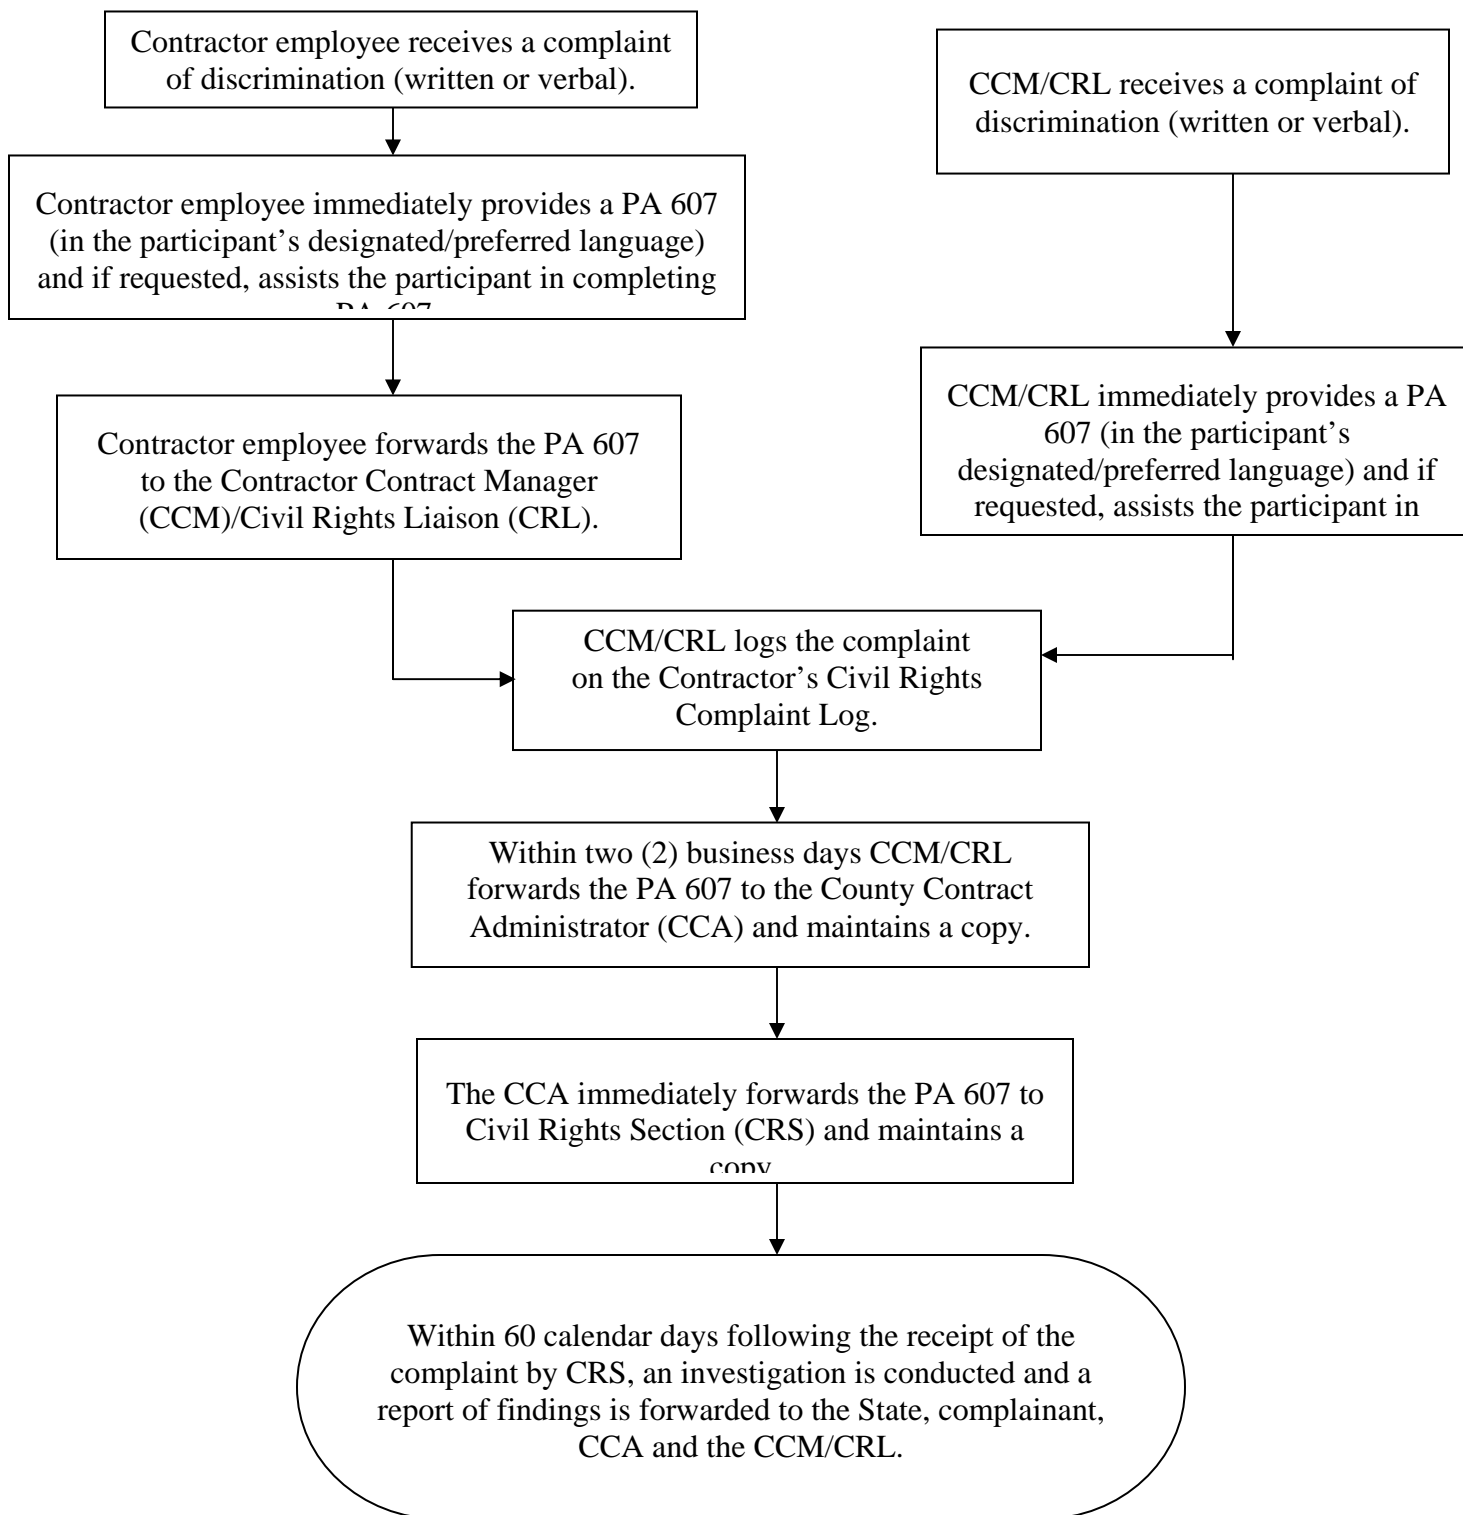 Contractor employee receives a complaint
of discrimination (written or verbal).
CCM/CRL receives a complaint of
discrimination (written or verbal).
Contractor employee immediately provides a PA 607
(in the participant’s designated/preferred language)
and if requested, assists the participant in completing
PA 607
CCM/CRL immediately provides a PA
607 (in the participant’s
designated/preferred language) and if
requested, assists the participant in
Contractor employee forwards the PA 607
to the Contractor Contract Manager
(CCM)/Civil Rights Liaison (CRL).
CCM/CRL logs the complaint
on the Contractor’s Civil Rights
Complaint Log.
Within two (2) business days CCM/CRL
forwards the PA 607 to the County Contract
Administrator (CCA) and maintains a copy.
The CCA immediately forwards the PA 607 to
Civil Rights Section (CRS) and maintains a
copy
Within 60 calendar days following the receipt of the
complaint by CRS, an investigation is conducted and a
report of findings is forwarded to the State, complainant,
CCA and the CCM/CRL.